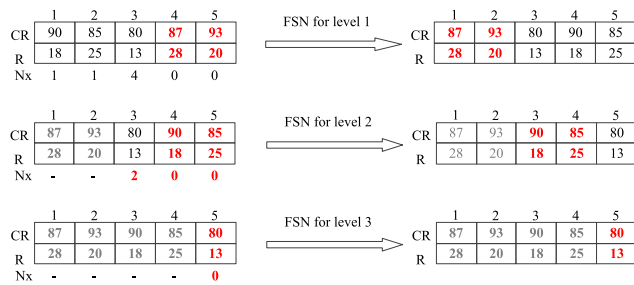 1 2 3 4 5
CR 90 85 80 87 93
R 18 25 13 28 20
Nx 1 1 4 0 0
FSN for level 1
1 2 3 4 5
CR 87 93 80 90 85
R 28 20 13 18 25
1 2 3 4 5
CR 87 93 80 90 85
R 28 20 13 18 25
Nx - - 2 0 0
FSN for level 2
1 2 3 4 5
CR 87 93 90 85 80
R 28 20 18 25 13
1 2 3 4 5
CR 87 93 90 85 80
R 28 20 18 25 13
Nx - - - - 0
FSN for level 3
1 2 3 4 5
CR 87 93 90 85 80
R 28 20 18 25 13